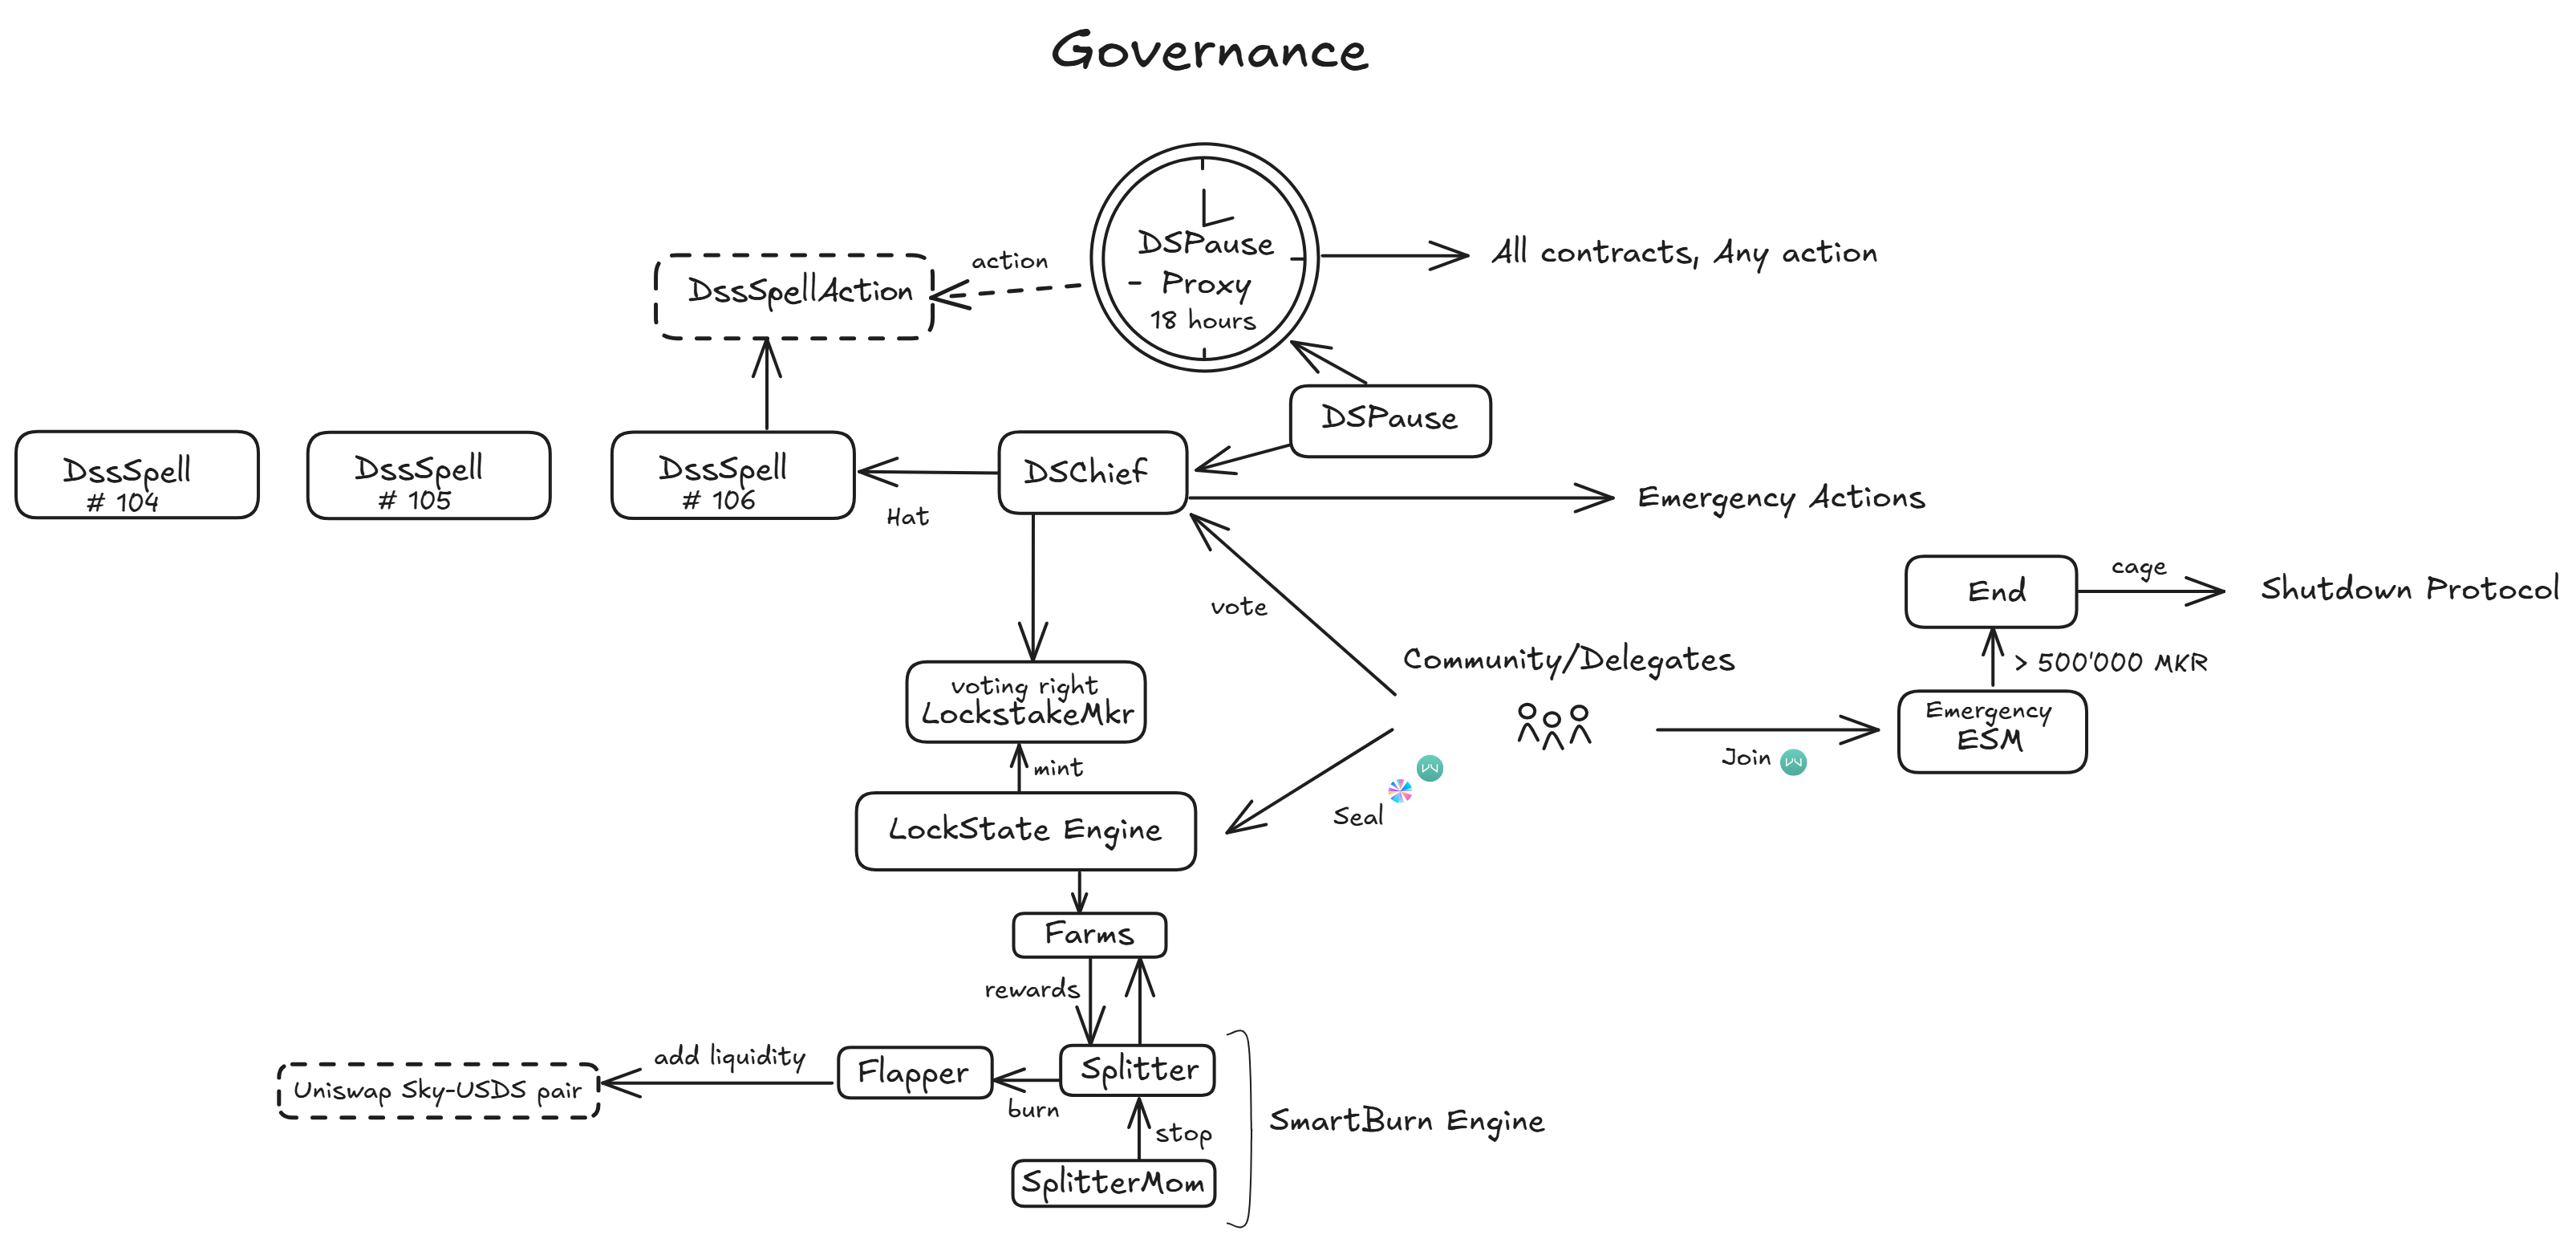 Governance
DSPause
Proxy
18 hours
All contracts, Any action
action
DssSpellAction
DSPause
DssSpell
# 104
DssSpell
# 105
DssSpell
# 106
Hat
DSChief
Emergency Actions
vote
End
cage
Shutdown Protocol
> 500'000 MKR
Community/Delegates
voting right
LockstakeMkr
Emergency
ESM
Join
mint
Seal
LockState Engine
Farms
rewards
add liquidity
Uniswap Sky-USDS pair
Flapper
burn
Splitter
stop
SmartBurn Engine
SplitterMom